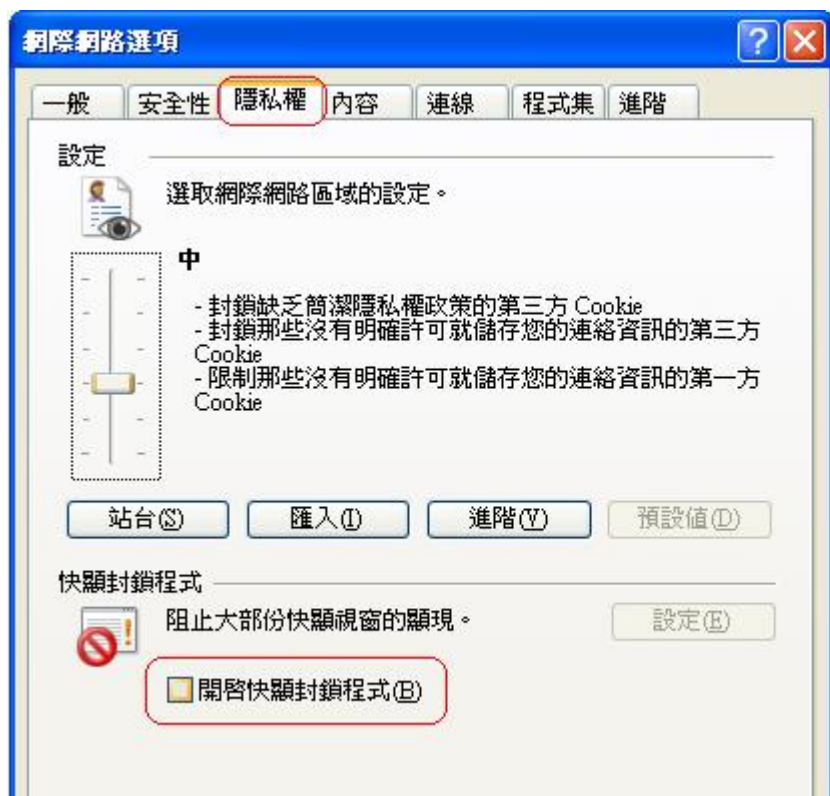 網際網路選項
一般 安全性 隱私權 內容 連線 程式集 進階
設定
選取網際網路區域的設定。
中
- 封鎖缺乏簡潔隱私權政策的第三方 Cookie
- 封鎖那些沒有明確許可就儲存您的連絡資訊的第三方
Cookie
- 限制那些沒有明確許可就儲存您的連絡資訊的第一方
Cookie
站台(S) 匯入(I) 進階(V) 預設值(D)
快顯封鎖程式
阻止大部份快顯視窗的顯現。 設定(E)
開啓快顯封鎖程式(B)